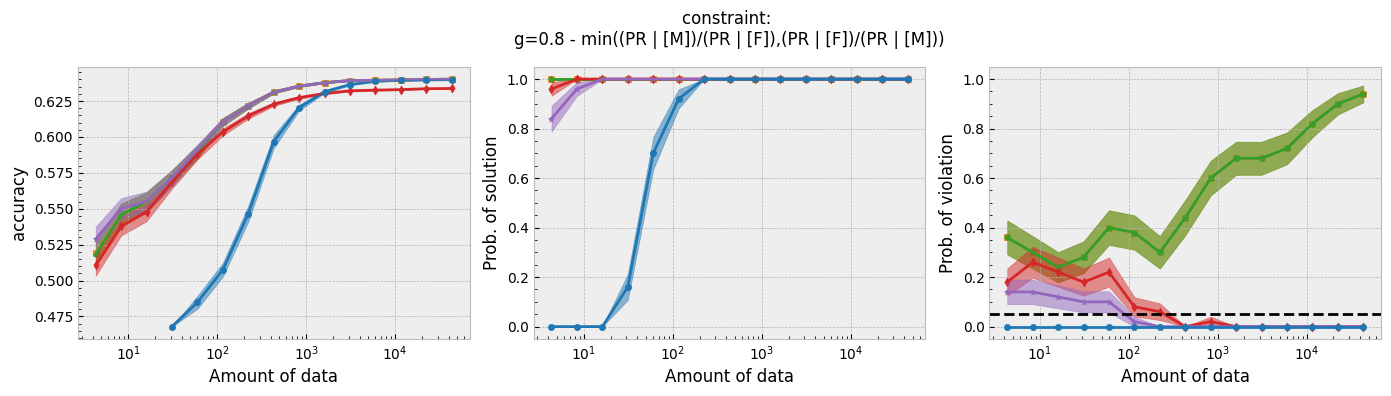 constraint:
g=0.8 - min((PR | [M])/(PR | [F]),(PR | [F])/(PR | [M]))
accuracy
0.625
0.600
0.575
0.550
0.525
0.500
0.475
10¹ 10² 10³ 10⁴
Amount of data
Prob. of solution
1.0
0.8
0.6
0.4
0.2
0.0
10¹ 10² 10³ 10⁴
Amount of data
Prob. of violation
1.0
0.8
0.6
0.4
0.2
0.0
10¹ 10² 10³ 10⁴
Amount of data